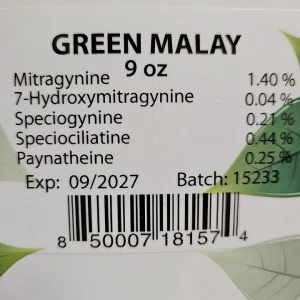 GREEN MALAY
9 oz
Mitragynine 1.40 %
7-Hydroxymitragynine 0.04 %
Speciogynine 0.21 %
Speciociliatine 0.44 %
Paynatheine 0.25 %
Exp: 09/2027 Batch: 15233
8 50007 18157 4